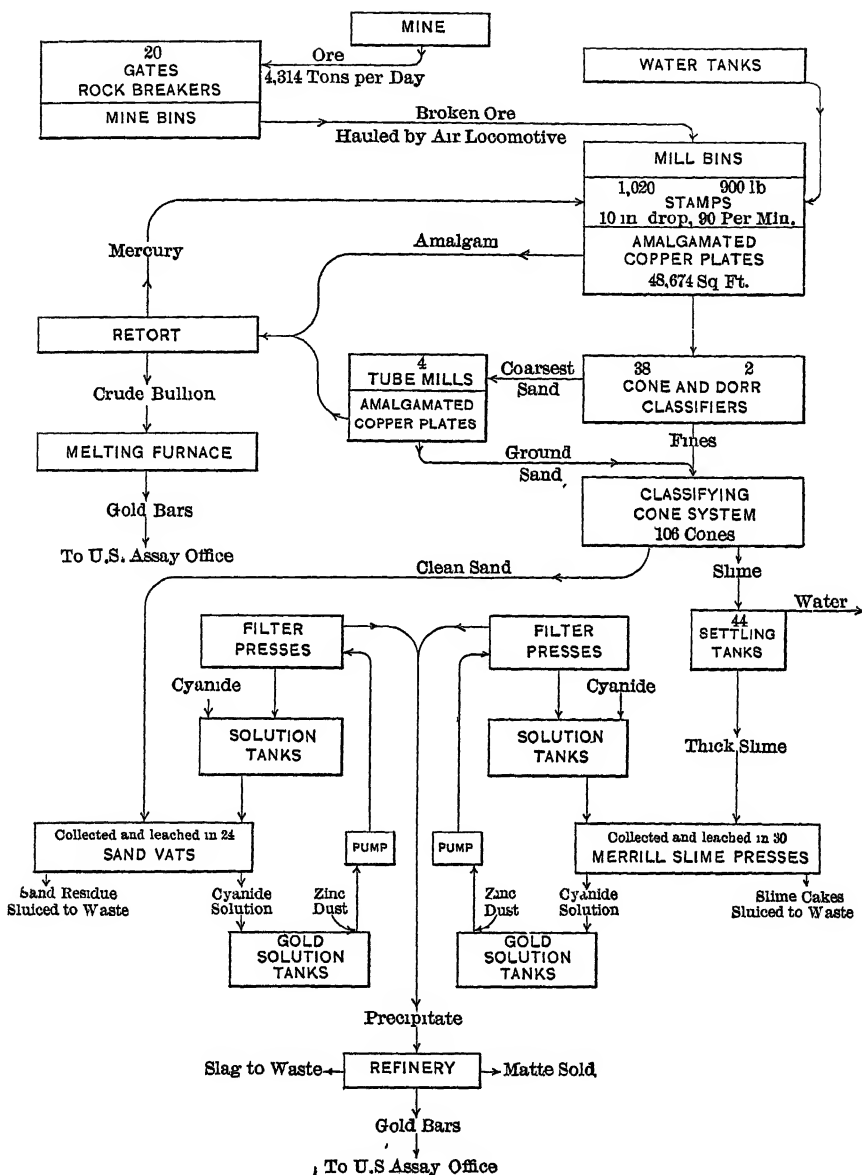 MINE
20
GATES
ROCK BREAKERS
MINE BINS
Ore
4,314 Tons per Day
WATER TANKS
Broken Ore
Hauled by Air Locomotive
MILL BINS
1,020 900 lb
STAMPS
10 in drop, 90 Per Min.
AMALGAMATED
COPPER PLATES
48,674 Sq Ft.
Mercury
Amalgam
RETORT
4
TUBE MILLS
AMALGAMATED
COPPER PLATES
Coarsest
Sand
38 2
CONE AND DORR
CLASSIFIERS
Crude Bullion
Fines
MELTING FURNACE
Ground
Sand
CLASSIFYING
CONE SYSTEM
106 Cones
Gold Bars
To U.S. Assay Office
Clean Sand
Slime
Water
44
SETTLING
TANKS
FILTER
PRESSES
FILTER
PRESSES
Cyanide
Cyanide
SOLUTION
TANKS
SOLUTION
TANKS
Thick Slime
Collected and leached in 24
SAND VATS
PUMP
PUMP
Collected and leached in 30
MERRILL SLIME PRESSES
Sand Residue
Sluiced to Waste
Cyanide
Solution
Zinc
Dust
Zinc
Dust
Cyanide
Solution
Slime Cakes
Sluiced to Waste
GOLD
SOLUTION
TANKS
GOLD
SOLUTION
TANKS
Precipitate
Slag to Waste
REFINERY
Matte Sold.
Gold Bars
To U.S Assay Office